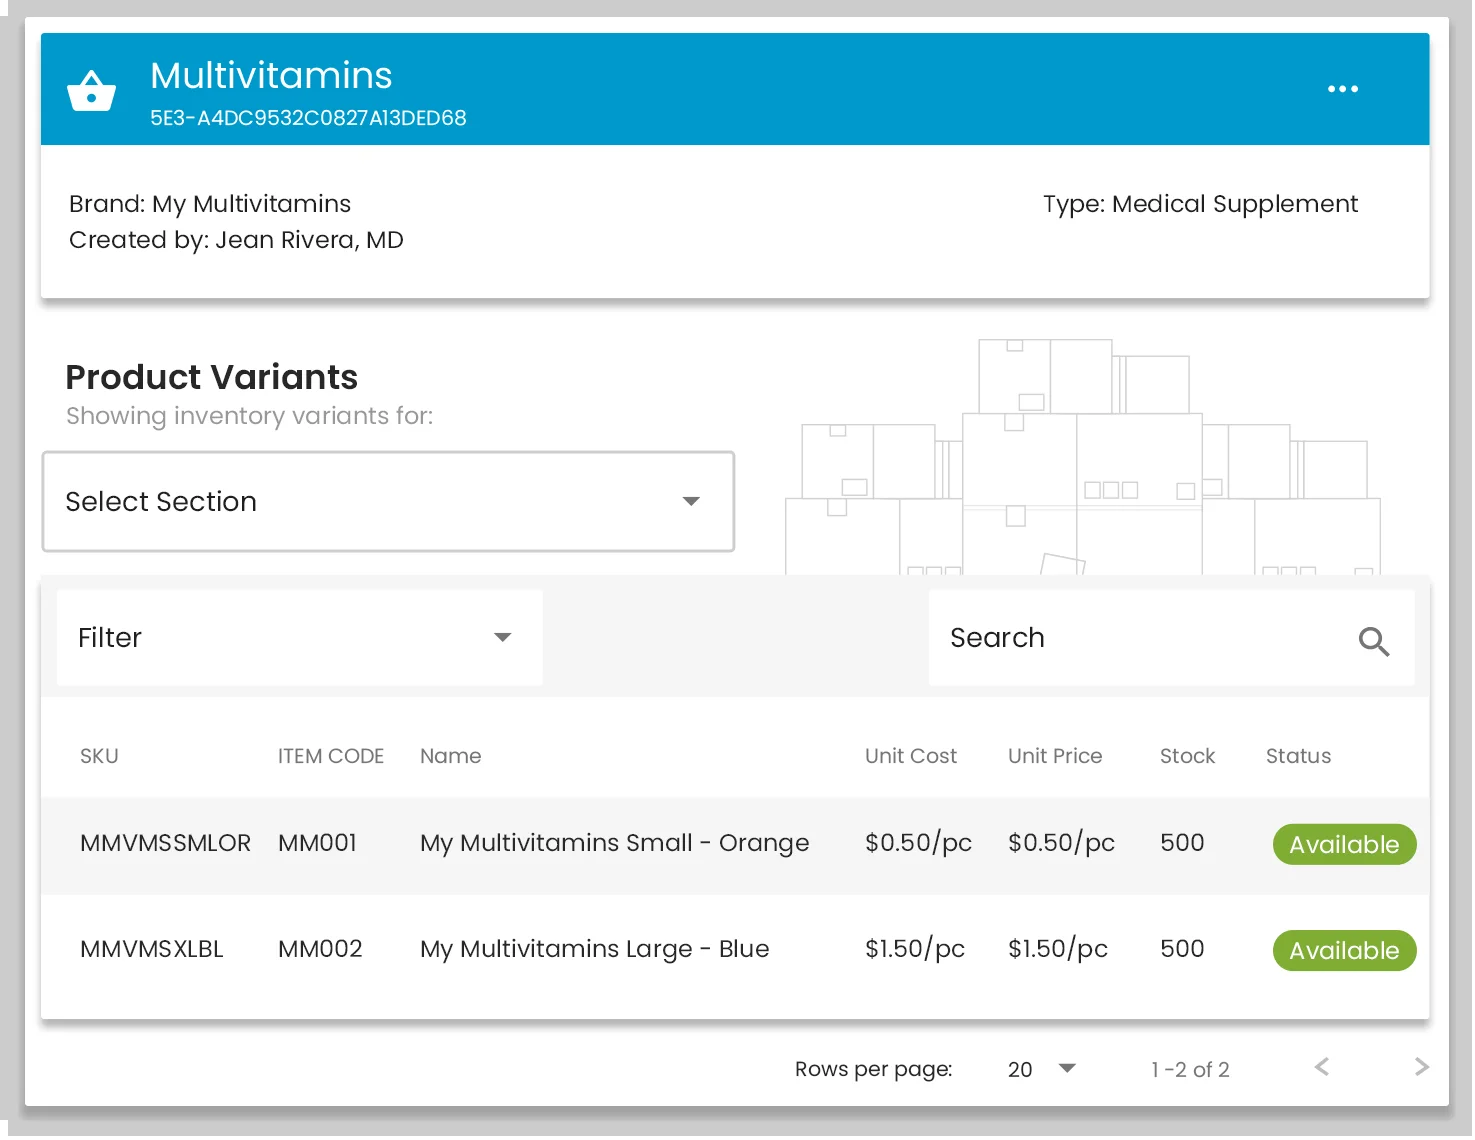 Multivitamins
5E3-A4DC9532C0827A13DED68
Brand: My Multivitamins
Type: Medical Supplement
Created by: Jean Rivera, MD
Product Variants
Showing inventory variants for:
Select Section
Filter
Search
SKU ITEM CODE Name Unit Cost Unit Price Stock Status
MMVMSSMLOR MM001 My Multivitamins Small - Orange $0.50/pc $0.50/pc 500 Available
MMVMSXLBL MM002 My Multivitamins Large - Blue $1.50/pc $1.50/pc 500 Available
Rows per page: 20 1 -2 of 2